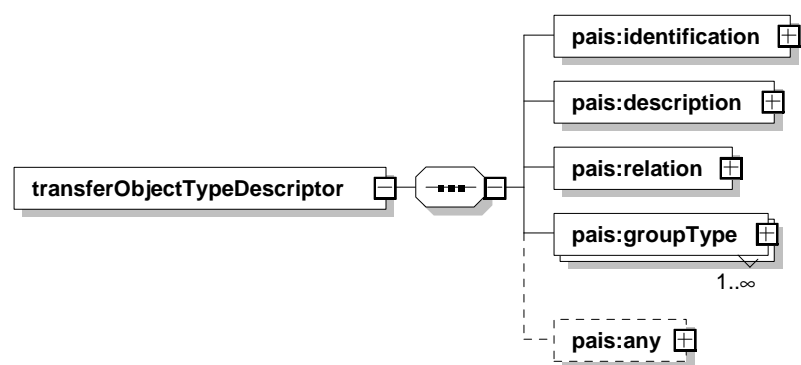 pais:identification
pais:description
transferObjectTypeDescriptor
pais:relation
pais:groupType
1..∞
pais:any